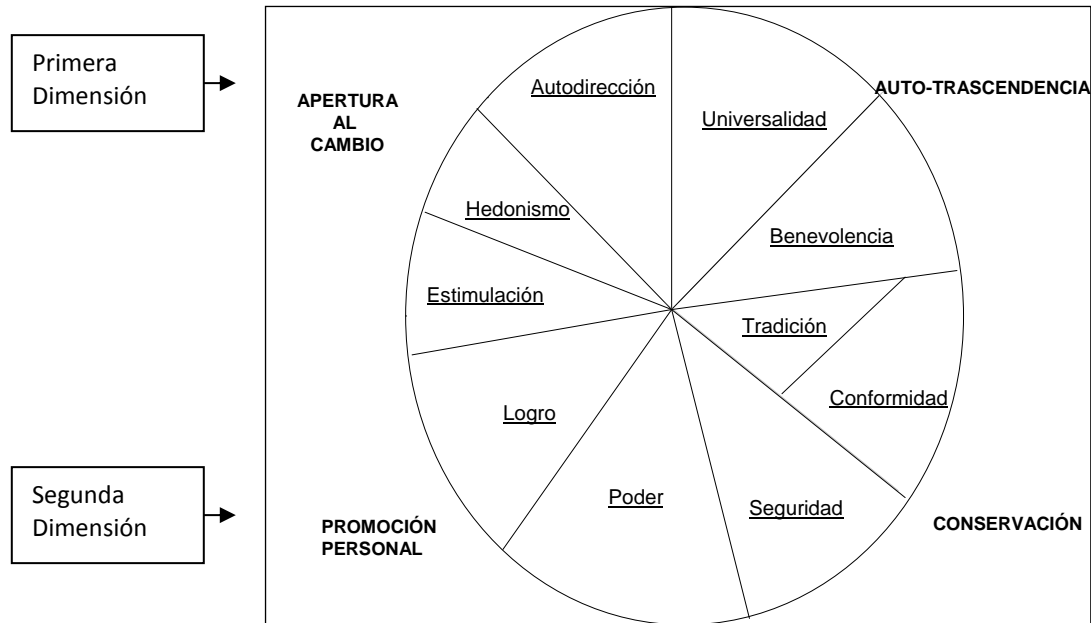 Primera
Dimensión
Autodirección
AUTO-TRASCENDENCIA
APERTURA
AL
CAMBIO
Universalidad
Hedonismo
Benevolencia
Estimulación
Tradición
Conformidad
Logro
Segunda
Dimensión
Poder
Seguridad
PROMOCIÓN
PERSONAL
CONSERVACIÓN